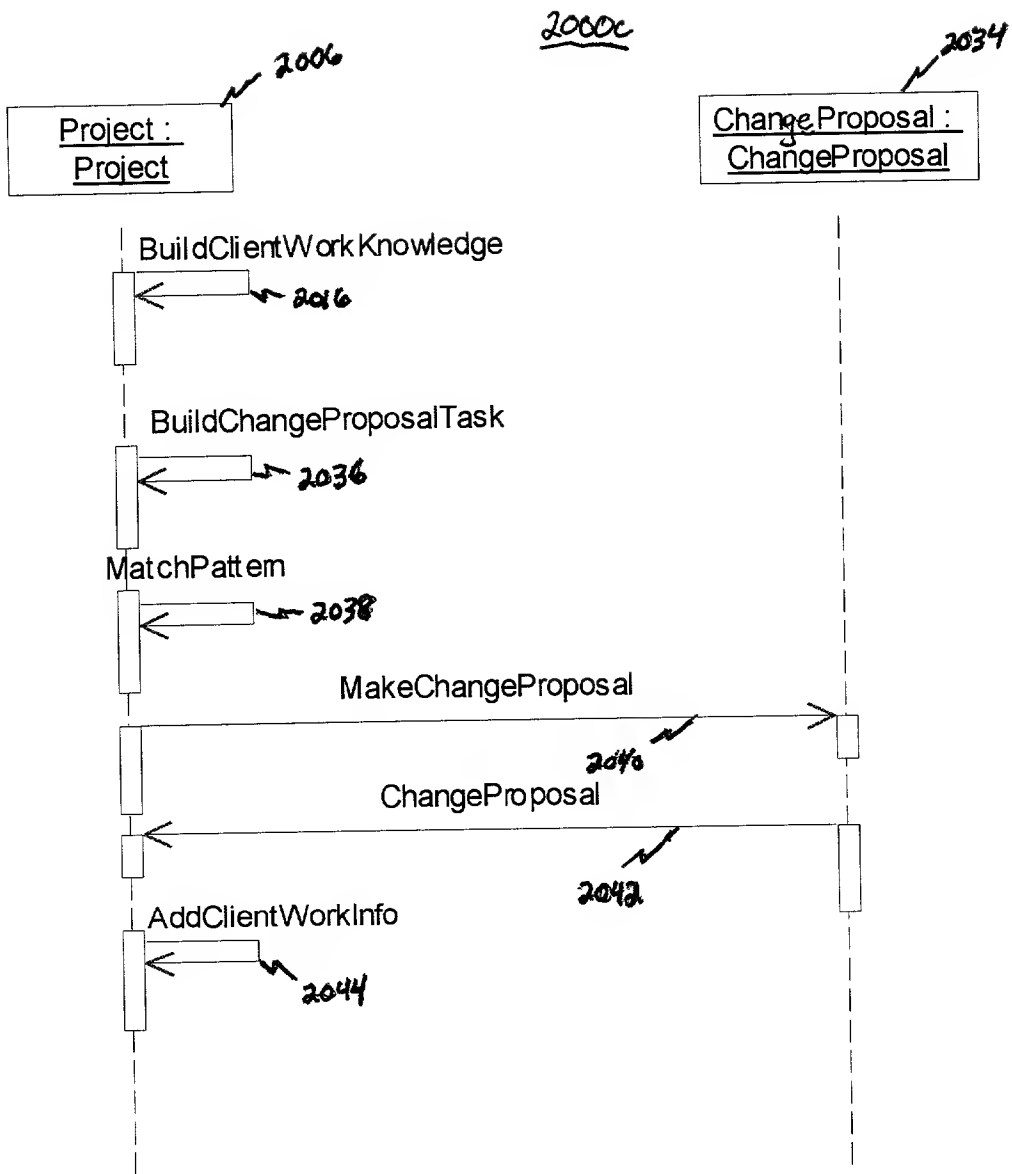 2000c
2006
2034
Project :
Project
ChangeProposal :
ChangeProposal
BuildClientWorkKnowledge
2016
BuildChangeProposalTask
2036
MatchPattern
2038
MakeChangeProposal
2040
ChangeProposal
2042
AddClientWorkInfo
2044